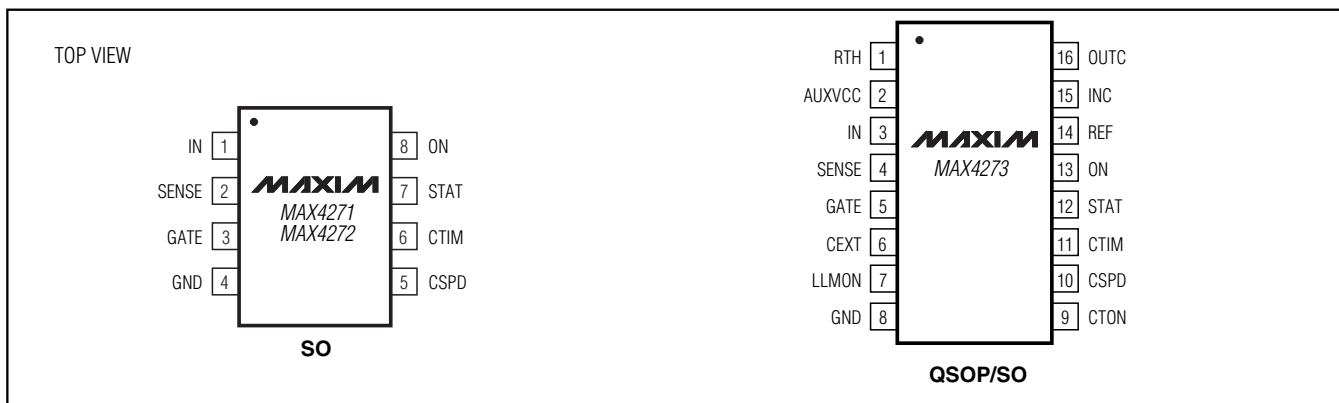 TOP VIEW
IN 1
SENSE 2
GATE 3
GND 4
MAXIM
MAX4271
MAX4272
8 ON
7 STAT
6 CTIM
5 CSPD
SO
RTH 1
AUXVCC 2
IN 3
SENSE 4
GATE 5
CEXT 6
LLMON 7
GND 8
MAXIM
MAX4273
16 OUTC
15 INC
14 REF
13 ON
12 STAT
11 CTIM
10 CSPD
9 CTON
QSOP/SO